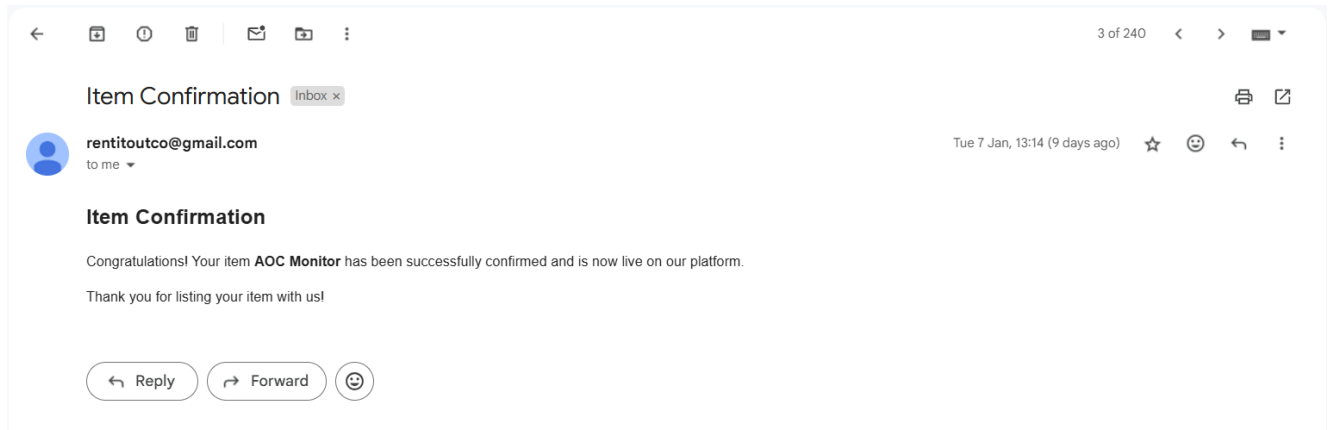 3 of 240
Item Confirmation Inbox ×
rentitoutco@gmail.com Tue 7 Jan, 13:14 (9 days ago)
to me
Item Confirmation
Congratulations! Your item AOC Monitor has been successfully confirmed and is now live on our platform.
Thank you for listing your item with us!
Reply Forward